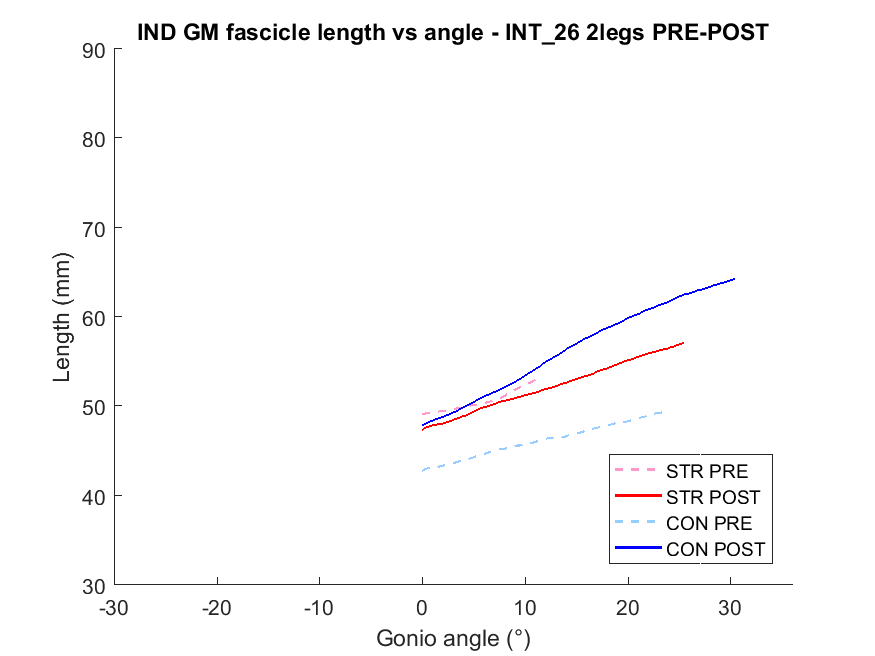 IND GM fascicle length vs angle - INT_26 2legs PRE-POST
90
80
70
60
50
40
30
Length (mm)
-30
-20
-10
0
10
20
30
Gonio angle (°)
STR PRE
STR POST
CON PRE
CON POST